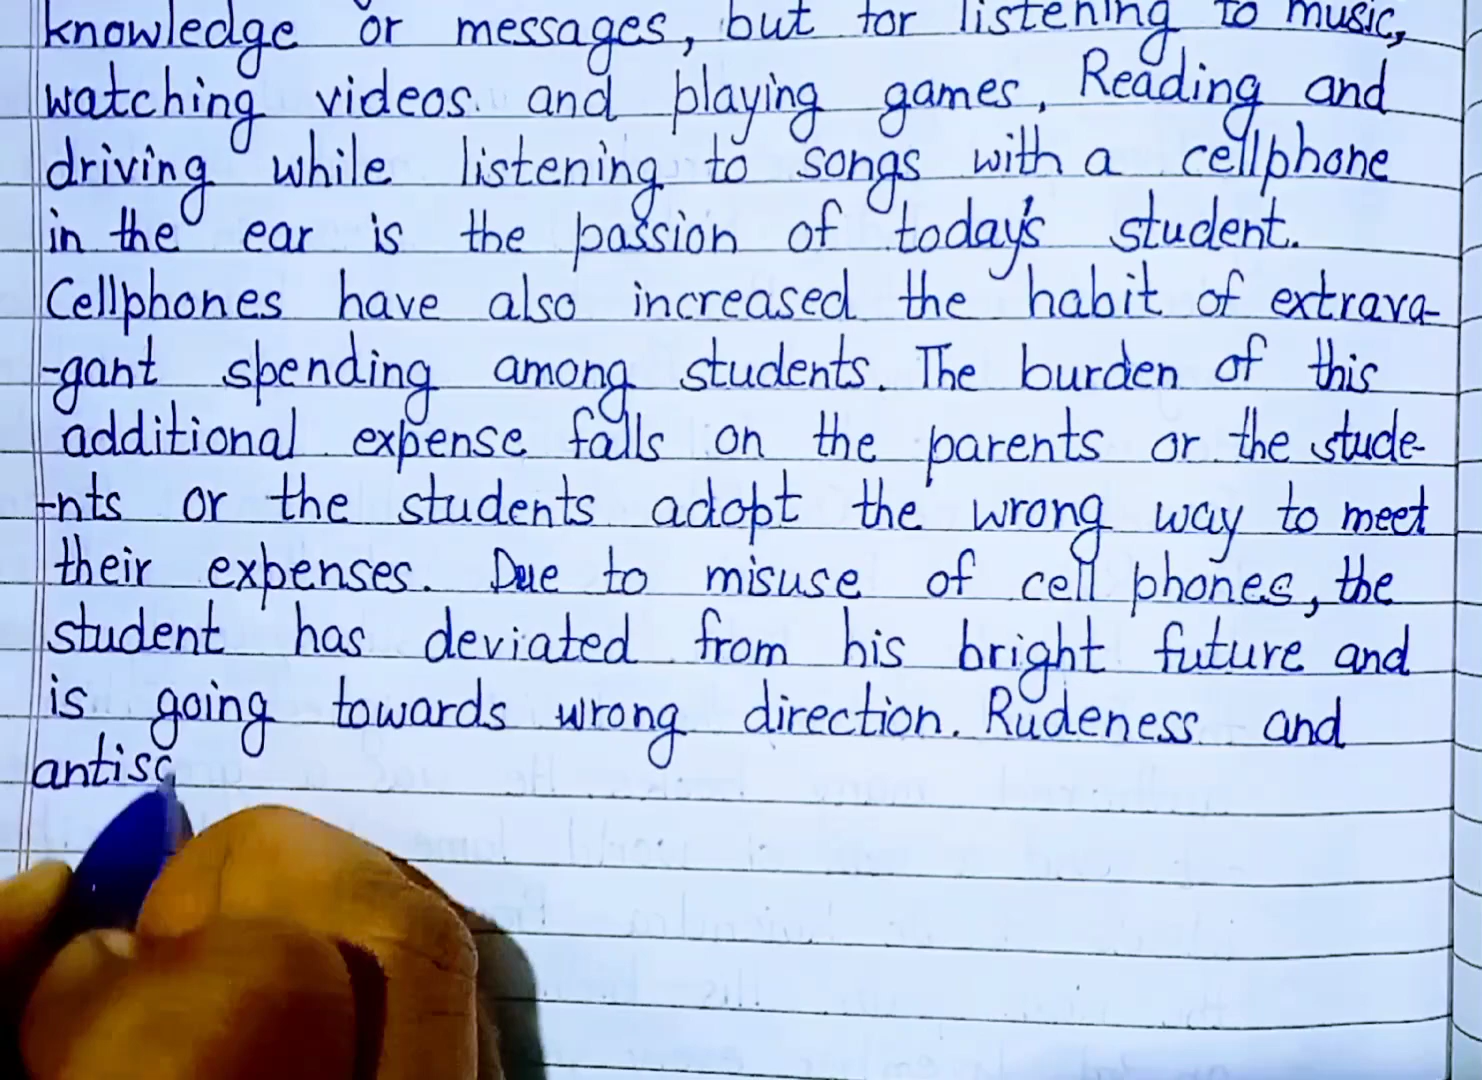 knowledge or messages, but for listening to music,
watching videos. and playing games. Reading and
driving while listening to songs with a cellphone
in the ear is the passion of today's student.
Cellphones have also increased the habit of extrava-
-gant spending among students. The burden of this
additional expense falls on the parents or the stude-
-nts or the students adopt the wrong way to meet
their expenses. Due to misuse of cell phones, the
student has deviated from his bright future and
is going towards wrong direction. Rudeness and
antisc